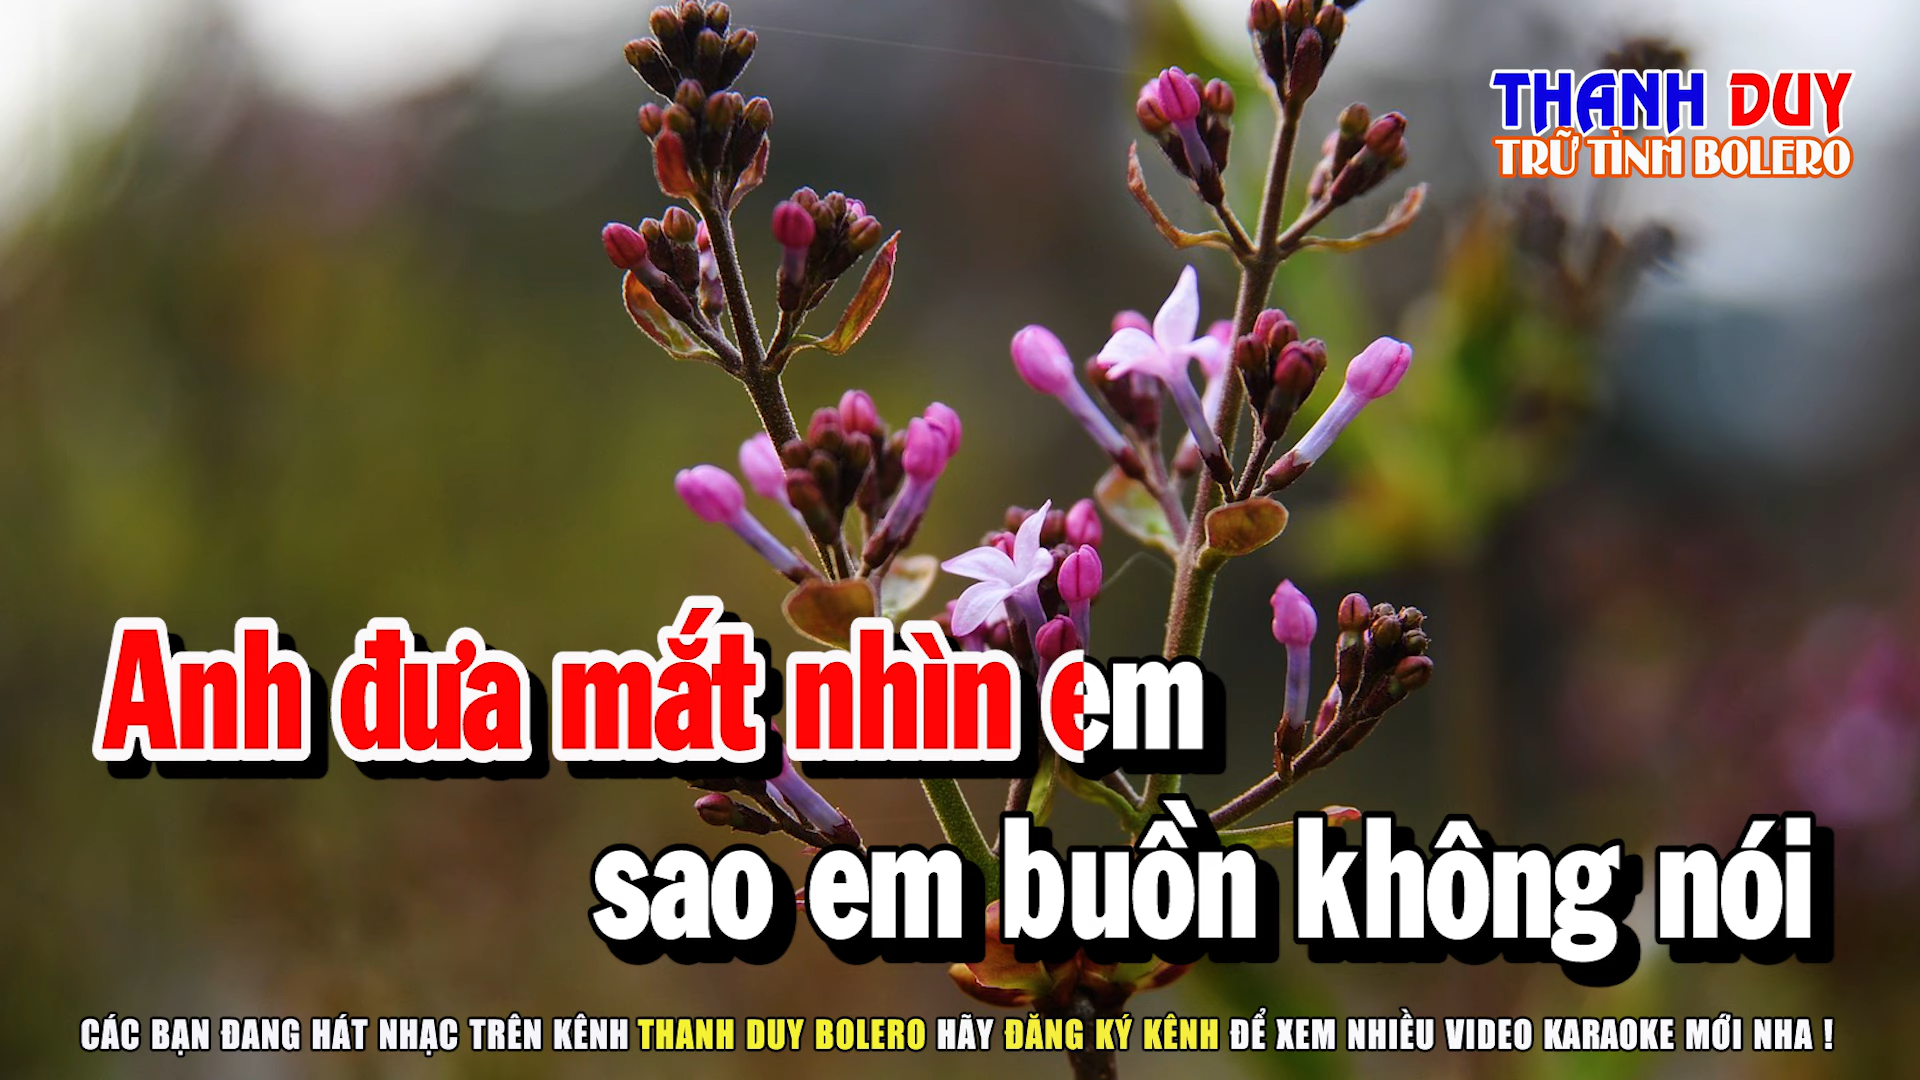 THANH DUY
TRỮ TÌNH BOLERO
Anh đưa mắt nhìn em
sao em buồn không nói
CÁC BẠN ĐANG HÁT NHẠC TRÊN KÊNH THANH DUY BOLERO HÃY ĐĂNG KÝ KÊNH ĐỂ XEM NHIỀU VIDEO KARAOKE MỚI NHA !